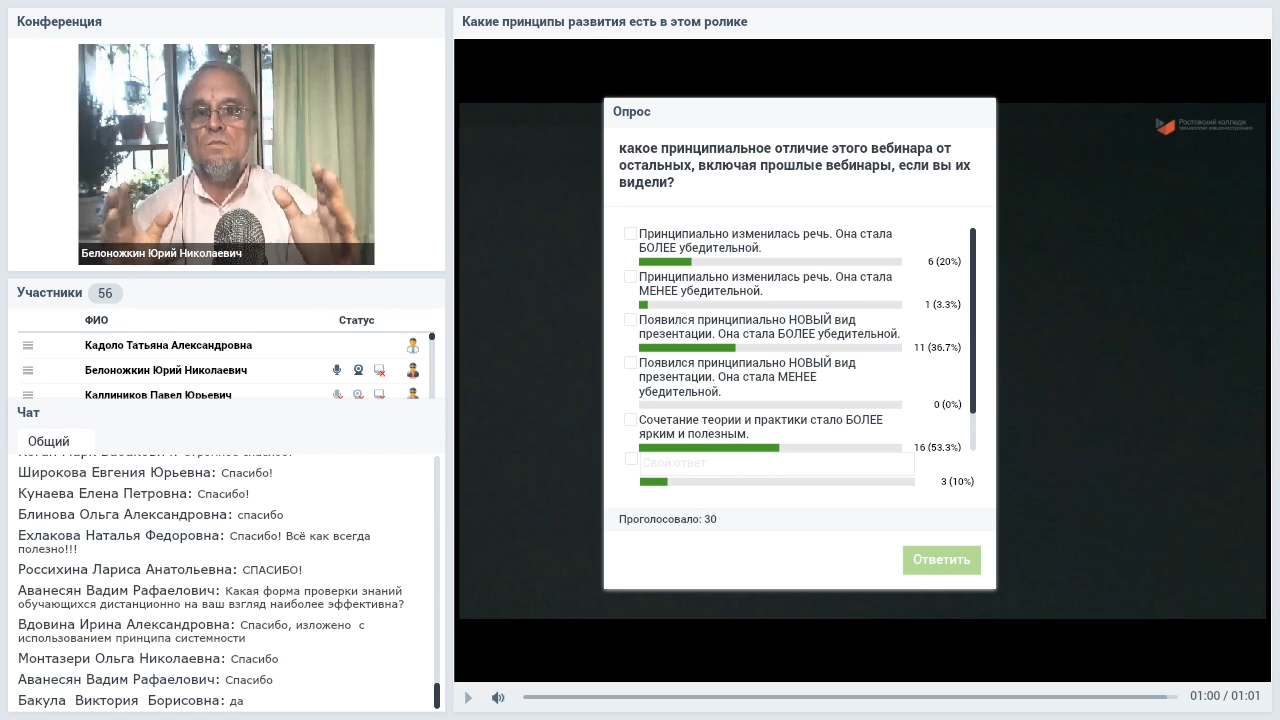 Конференция
Белоножкин Юрий Николаевич
Участники 56
ФИО Статус
Кадоло Татьяна Александровна
Белоножкин Юрий Николаевич
Каллиников Павел Юрьевич
Чат
Общий
Широкова Евгения Юрьевна: Спасибо!
Кунаева Елена Петровна: Спасибо!
Блинова Ольга Александровна: спасибо
Ехлакова Наталья Федоровна: Спасибо! Всё как всегда
полезно!!!
Россихина Лариса Анатольевна: СПАСИБО!
Аванесян Вадим Рафаелович: Какая форма проверки знаний
обучающихся дистанционно на ваш взгляд наиболее эффективна?
Вдовина Ирина Александровна: Спасибо, изложено с
использованием принципа системности
Монтазери Ольга Николаевна: Спасибо
Аванесян Вадим Рафаелович: Спасибо
Бакула Виктория Борисовна: да
Какие принципы развития есть в этом ролике
Ростовский колледж
технологий машиностроения
Опрос
какое принципиальное отличие этого вебинара от
остальных, включая прошлые вебинары, если вы их
видели?
Принципиально изменилась речь. Она стала
БОЛЕЕ убедительной.
6 (20%)
Принципиально изменилась речь. Она стала
МЕНЕЕ убедительной.
1 (3.3%)
Появился принципиально НОВЫЙ вид
презентации. Она стала БОЛЕЕ убедительной.
11 (36.7%)
Появился принципиально НОВЫЙ вид
презентации. Она стала МЕНЕЕ
убедительной.
0 (0%)
Сочетание теории и практики стало БОЛЕЕ
ярким и полезным.
16 (53.3%)
Свой ответ
3 (10%)
Проголосовало: 30
Ответить
01:00 / 01:01